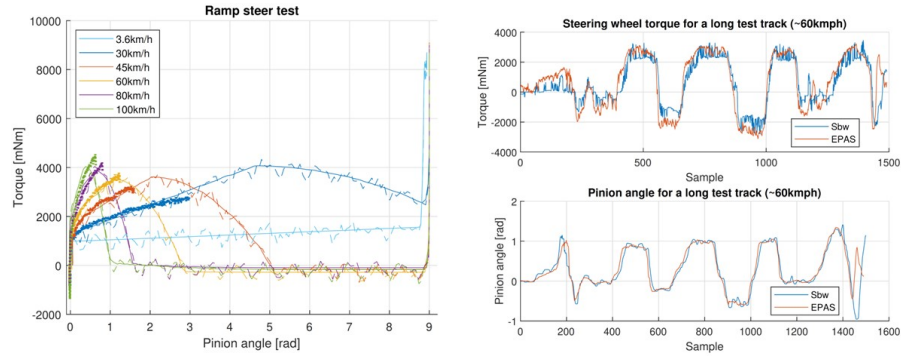 Ramp steer test
10000
8000
6000
4000
2000
0
-2000
Torque [mNm]
3.6km/h
30km/h
45km/h
60km/h
80km/h
100km/h
0 1 2 3 4 5 6 7 8 9
Pinion angle [rad]
Steering wheel torque for a long test track (~60kmph)
4000
2000
0
-2000
-4000
Torque [mNm]
Sbw
EPAS
0 500 1000 1500
Sample
Pinion angle for a long test track (~60kmph)
2
1
0
-1
Pinion angle [rad]
Sbw
EPAS
0 200 400 600 800 1000 1200 1400 1600
Sample